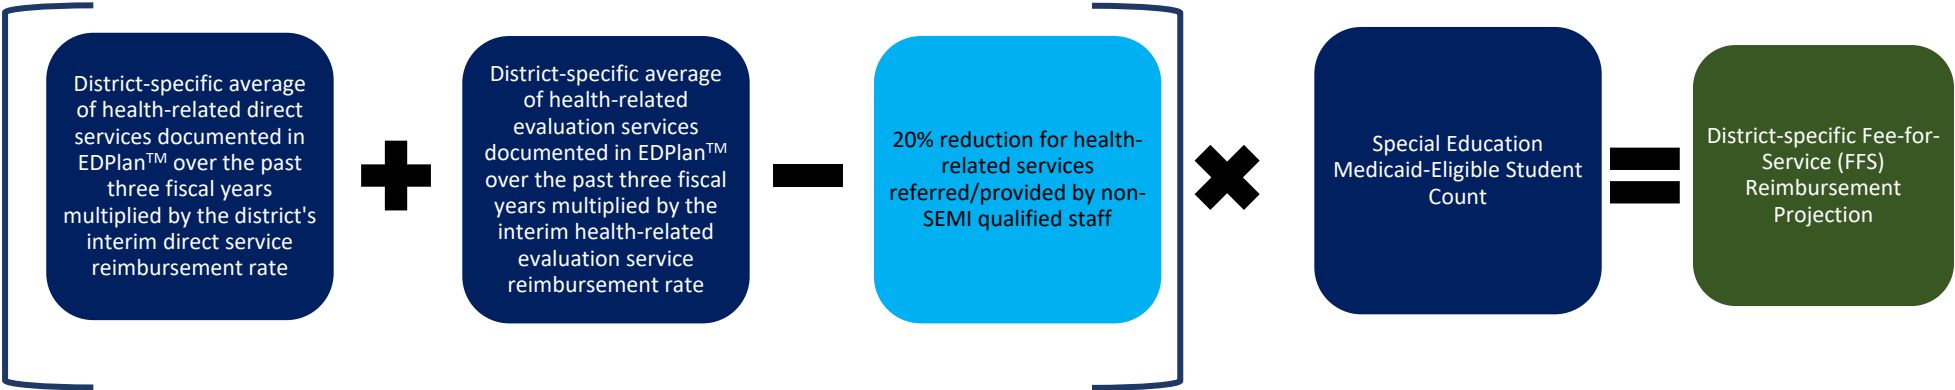 District-specific average
of health-related direct
services documented in
EDPlan™ over the past
three fiscal years
multiplied by the district's
interim direct service
reimbursement rate
District-specific average
of health-related
evaluation services
documented in EDPlan™
over the past three fiscal
years multiplied by the
interim health-related
evaluation service
reimbursement rate
20% reduction for health-
related services
referred/provided by non-
SEMI qualified staff
Special Education
Medicaid-Eligible Student
Count
District-specific Fee-for-
Service (FFS)
Reimbursement
Projection